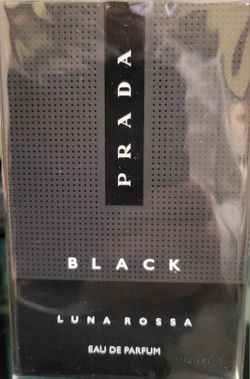 PRADA
BLACK
LUNA ROSSA
EAU DE PARFUM